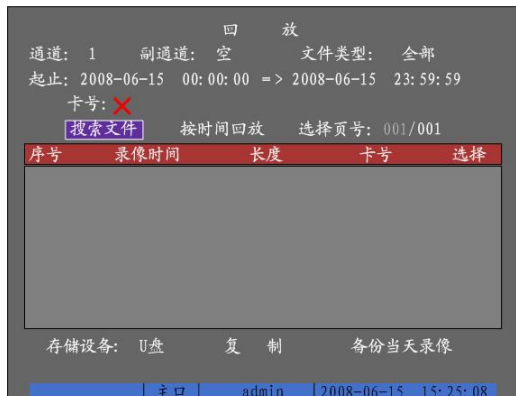 回 放
通道: 1 副通道: 空 文件类型: 全部
起止: 2008-06-15 00:00:00 => 2008-06-15 23:59:59
卡号:
搜索文件 按时间回放 选择页号: 001/001
序号 录像时间 长度 卡号 选择
存储设备: U盘 复 制 备份当天录像
主口 admin 2008-06-15 15:25:08